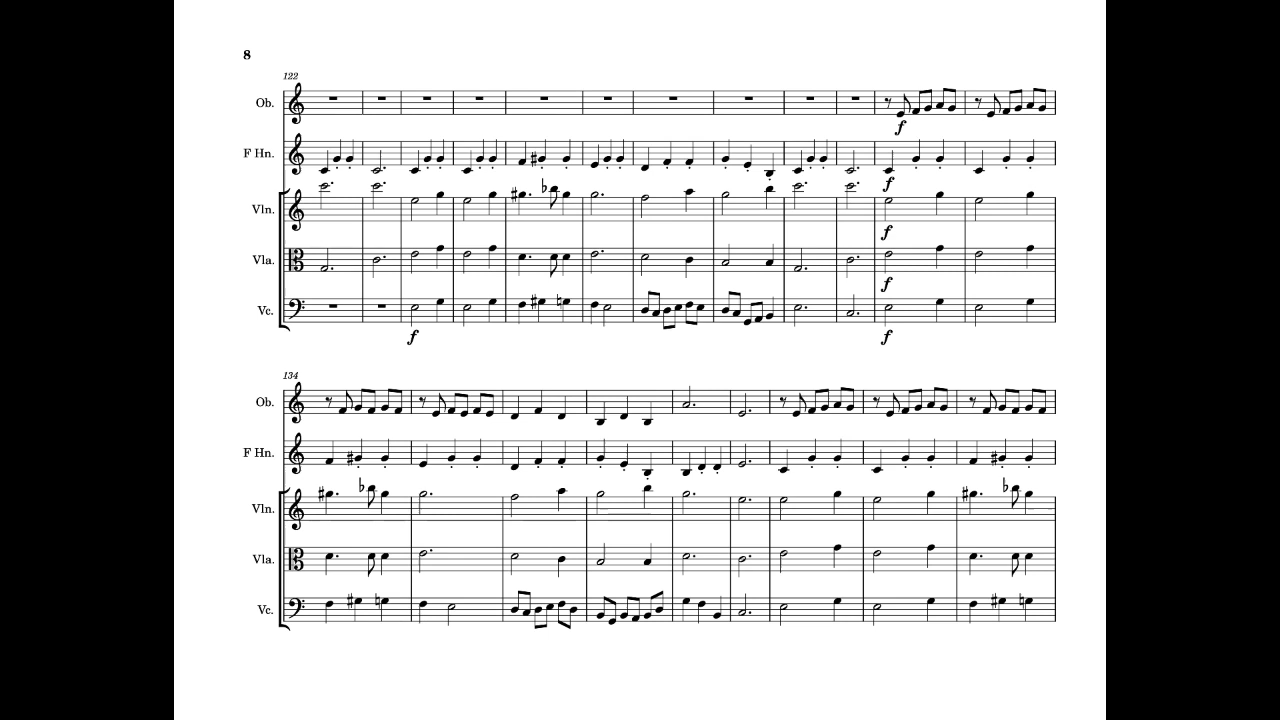 8
122
Ob.
f
F Hn.
f
Vln.
f
Vla.
f
Vc.
f
f
134
Ob.
F Hn.
Vln.
Vla.
Vc.